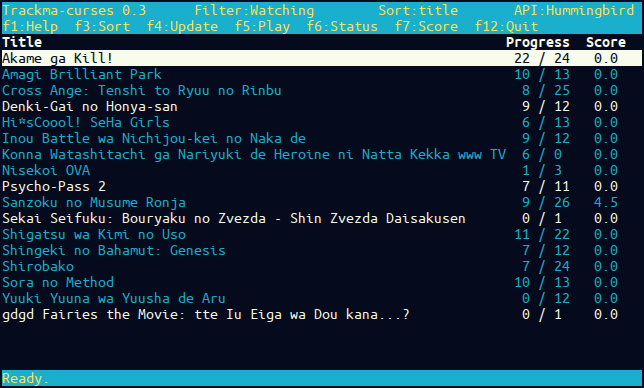 Trackma-curses 0.3 Filter:Watching Sort:title API:Hummingbird
f1:Help f3:Sort f4:Update f5:Play f6:Status f7:Score f12:Quit
Title Progress Score
Akame ga Kill! 22 / 24 0.0
Amagi Brilliant Park 10 / 13 0.0
Cross Ange: Tenshi to Ryuu no Rinbu 8 / 25 0.0
Denki-Gai no Honya-san 9 / 12 0.0
Hi*sCoool! SeHa Girls 6 / 13 0.0
Inou Battle wa Nichijou-kei no Naka de 9 / 12 0.0
Konna Watashitachi ga Nariyuki de Heroine ni Natta Kekka www TV 6 / 0 0.0
Nisekoi OVA 1 / 3 0.0
Psycho-Pass 2 7 / 11 0.0
Sanzoku no Musume Ronja 9 / 26 4.5
Sekai Seifuku: Bouryaku no Zvezda - Shin Zvezda Daisakusen 0 / 1 0.0
Shigatsu wa Kimi no Uso 11 / 22 0.0
Shingeki no Bahamut: Genesis 7 / 12 0.0
Shirobako 7 / 24 0.0
Sora no Method 10 / 13 0.0
Yuuki Yuuna wa Yuusha de Aru 0 / 12 0.0
gdgd Fairies the Movie: tte Iu Eiga wa Dou kana...? 0 / 1 0.0
Ready.